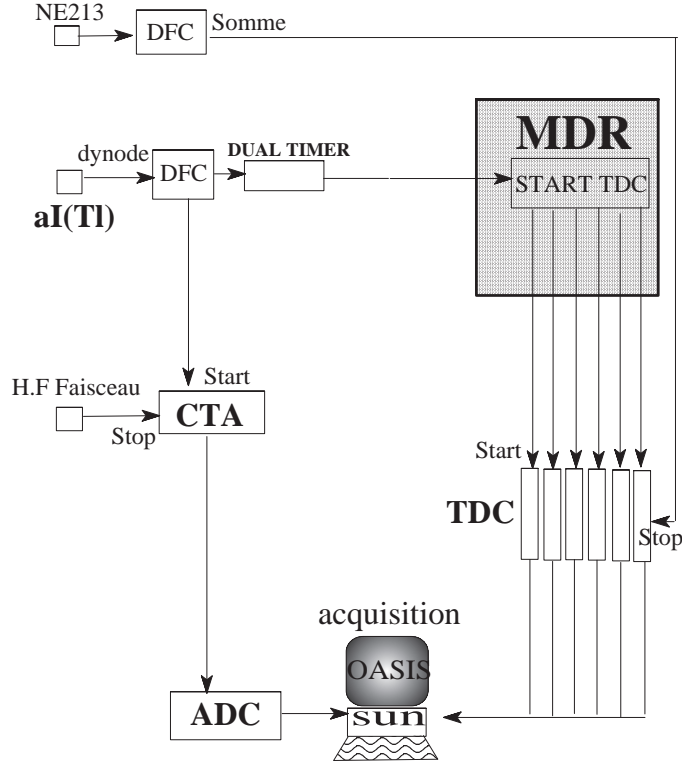 NE213
DFC
Somme
MDR
START TDC
dynode
DFC
DUAL TIMER
aI(Tl)
H.F Faisceau
Start
Stop
CTA
Start
TDC
Stop
acquisition
OASIS
sun
ADC